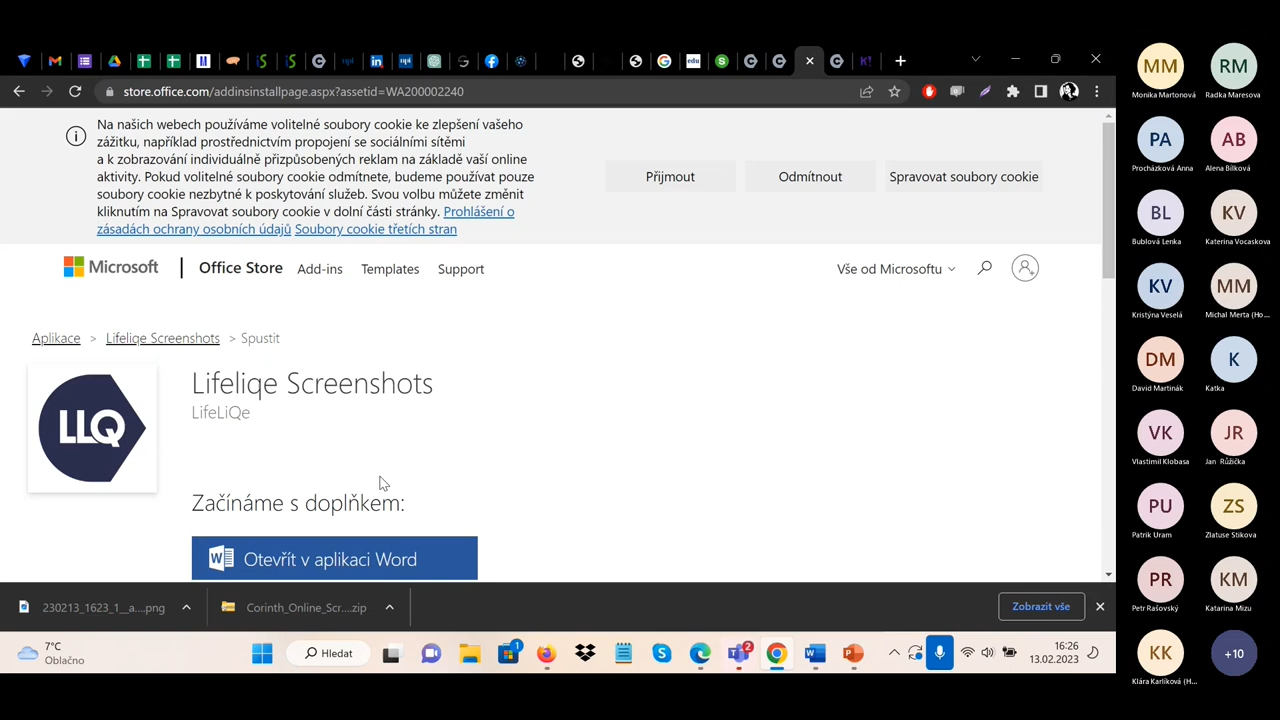 store.office.com/addinsinstallpage.aspx?assetid=WA200002240
Na našich webech používáme volitelné soubory cookie ke zlepšení vašeho
zážitku, například prostřednictvím propojení se sociálními sítěmi
a k zobrazování individuálně přizpůsobených reklam na základě vaší online
aktivity. Pokud volitelné soubory cookie odmítnete, budeme používat pouze
soubory cookie nezbytné k poskytování služeb. Svou volbu můžete změnit
kliknutím na Spravovat soubory cookie v dolní části stránky. Prohlášení o
zásadách ochrany osobních údajů Soubory cookie třetích stran
Přijmout
Odmítnout
Spravovat soubory cookie
Microsoft
Office Store
Add-ins
Templates
Support
Vše od Microsoftu
Aplikace > Lifeliqe Screenshots > Spustit
LLQ
Lifeliqe Screenshots
LifeLiQe
Začínáme s doplňkem:
Otevřít v aplikaci Word
230213_1623_1__a....png
Corinth_Online_Scr....zip
Zobrazit vše
7°C
Oblačno
Hledat
1
2
16:26
13.02.2023
MM
Monika Martonová
RM
Radka Maresova
PA
Procházková Anna
AB
Alena Bílková
BL
Bublová Lenka
KV
Katerina Vocaskova
KV
Kristýna Veselá
MM
Michal Merta (Ho...
DM
David Martinák
K
Katka
VK
Vlastimil Klobasa
JR
Jan Růžička
PU
Patrik Uram
ZS
Zlatuse Stikova
PR
Petr Rašovský
KM
Katarina Mizu
KK
Klára Karlíková (H...
+10